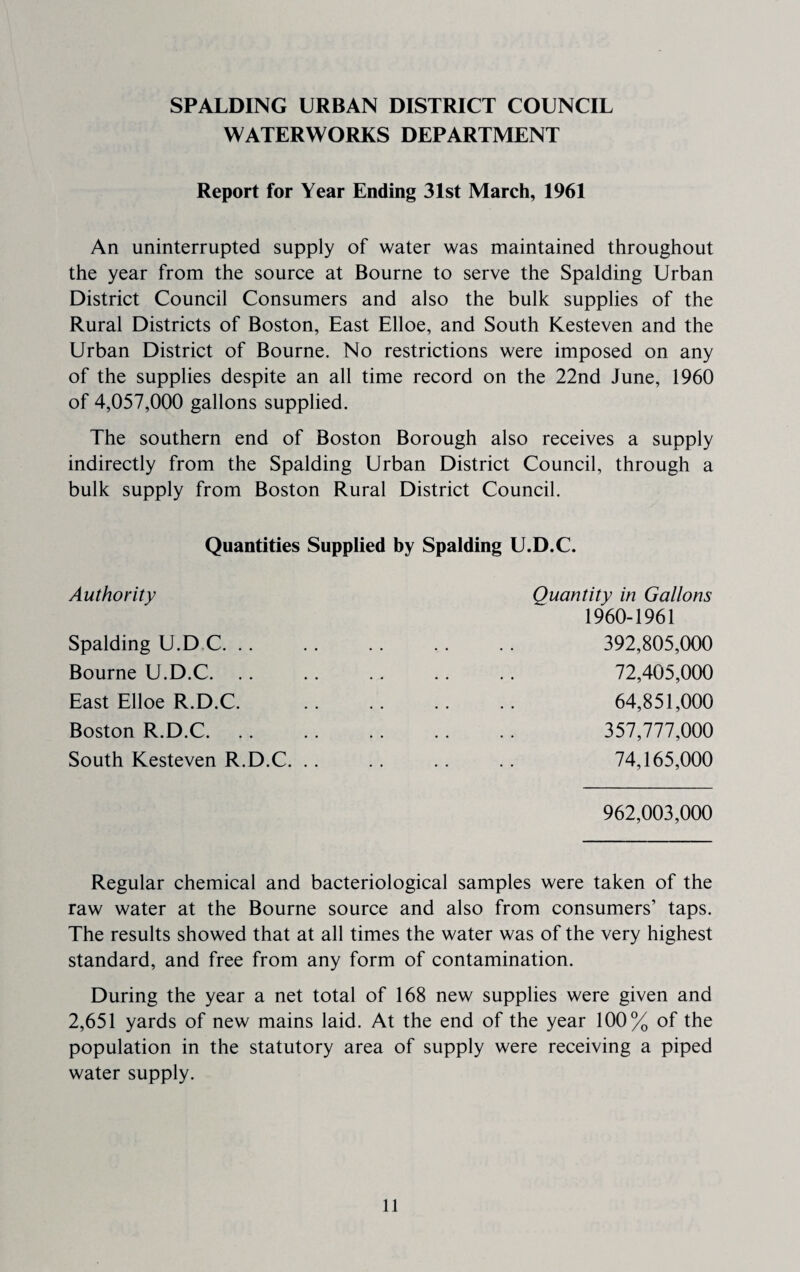 SPALDING URBAN DISTRICT COUNCIL
WATERWORKS DEPARTMENT
Report for Year Ending 31st March, 1961
An uninterrupted supply of water was maintained throughout
the year from the source at Bourne to serve the Spalding Urban
District Council Consumers and also the bulk supplies of the
Rural Districts of Boston, East Elloe, and South Kesteven and the
Urban District of Bourne. No restrictions were imposed on any
of the supplies despite an all time record on the 22nd June, 1960
of 4,057,000 gallons supplied.
The southern end of Boston Borough also receives a supply
indirectly from the Spalding Urban District Council, through a
bulk supply from Boston Rural District Council.
Quantities Supplied by Spalding U.D.C.
Authority Quantity in Gallons
1960-1961
Spalding U.D.C. .. .. .. .. .. 392,805,000
Bourne U.D.C. .. .. .. .. .. 72,405,000
East Elloe R.D.C. .. .. .. .. 64,851,000
Boston R.D.C. .. .. .. .. .. 357,777,000
South Kesteven R.D.C. .. .. .. .. 74,165,000
962,003,000
Regular chemical and bacteriological samples were taken of the
raw water at the Bourne source and also from consumers' taps.
The results showed that at all times the water was of the very highest
standard, and free from any form of contamination.
During the year a net total of 168 new supplies were given and
2,651 yards of new mains laid. At the end of the year 100% of the
population in the statutory area of supply were receiving a piped
water supply.
11